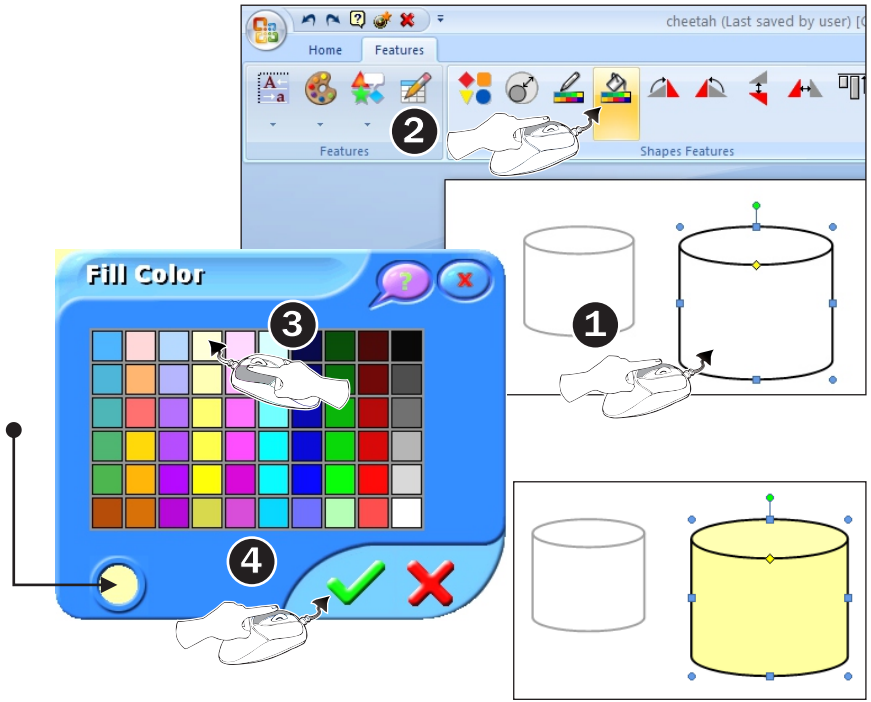 cheetah (Last saved by user) [
Home Features
A
a
2
Features Shapes Features
Fill Color
?
X
3
1
4